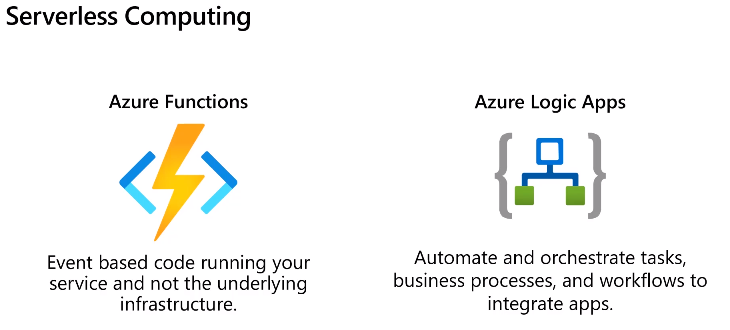 Serverless Computing
Azure Functions
Event based code running your
service and not the underlying
infrastructure.
Azure Logic Apps
Automate and orchestrate tasks,
business processes, and workflows to
integrate apps.